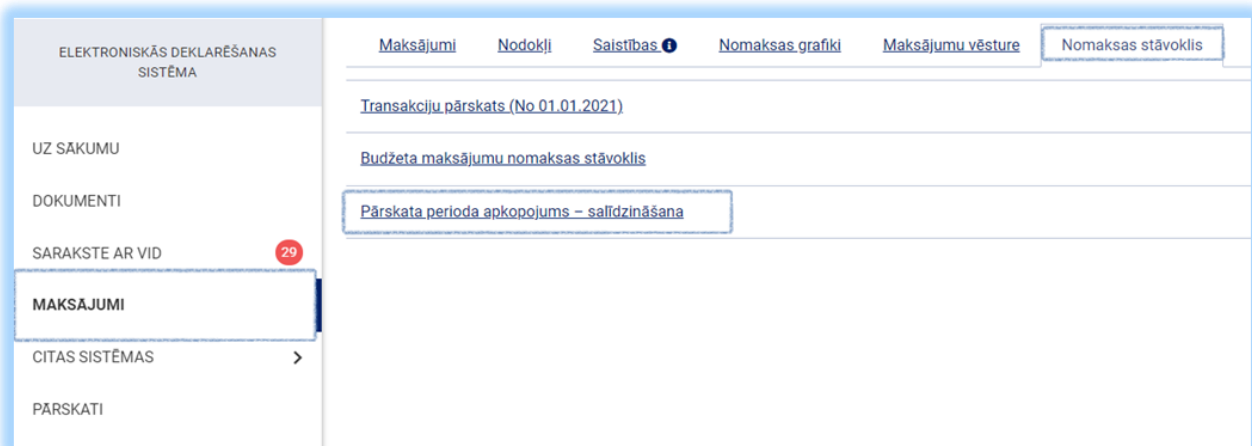 ELEKTRONISKĀS DEKLARĒŠANAS
SISTĒMA
UZ SĀKUMU
DOKUMENTI
SARAKSTE AR VID 29
MAKSĀJUMI
CITAS SISTĒMAS
PĀRSKATI
Maksājumi Nodokļi Saistības Nomaksas grafiki Maksājumu vēsture Nomaksas stāvoklis
Transakciju pārskats (No 01.01.2021)
Budžeta maksājumu nomaksas stāvoklis
Pārskata perioda apkopojums – salīdzināšana